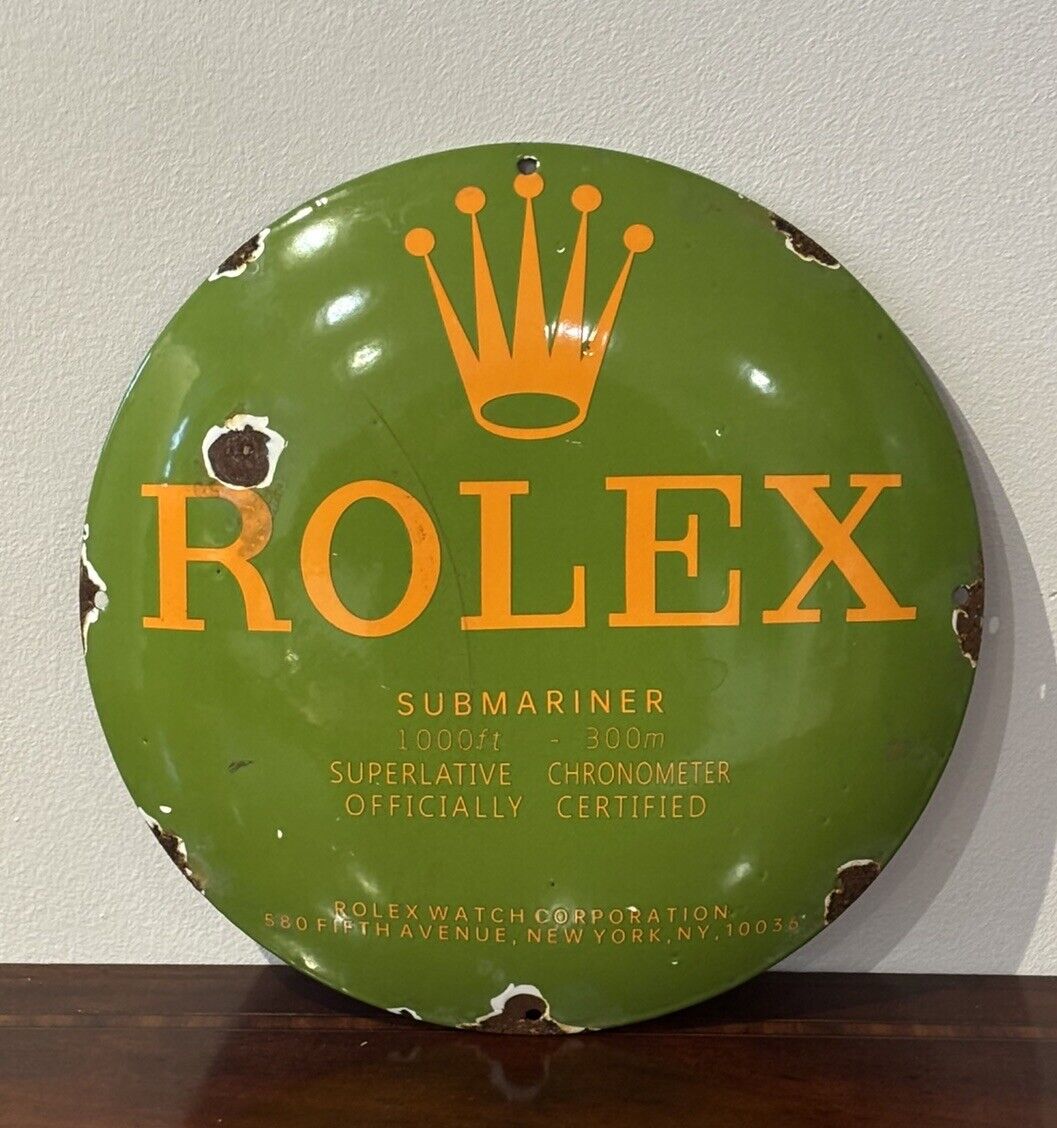 ROLEX
SUBMARINER
1000ft - 300m
SUPERLATIVE CHRONOMETER
OFFICIALLY CERTIFIED
ROLEX WATCH CORPORATION
580 FIFTH AVENUE, NEW YORK, NY, 10036